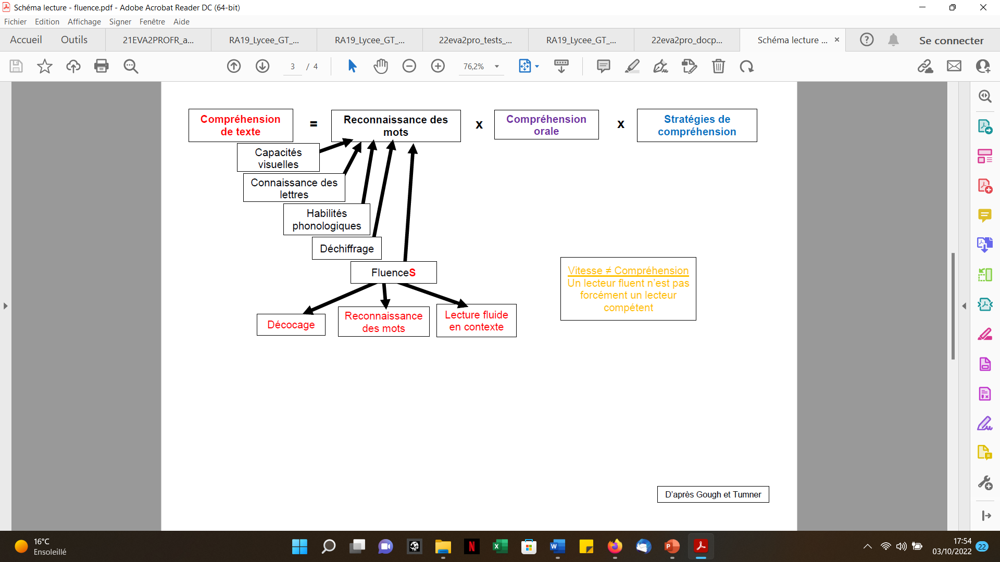 Schéma lecture - fluence.pdf - Adobe Acrobat Reader DC (64-bit)
Fichier Edition Affichage Signer Fenêtre Aide
Accueil Outils 21EVA2PROFR_a... RA19_Lycee_GT_... RA19_Lycee_GT_... 22eva2pro_tests_... RA19_Lycee_GT_... 22eva2pro_docp... Schéma lecture ... × ? Se connecter
3 / 4 76,2%
Compréhension
de texte
=
Reconnaissance des
mots
x
Compréhension
orale
x
Stratégies de
compréhension
Capacités
visuelles
Connaissance des
lettres
Habilités
phonologiques
Déchiffrage
FluenceS
Décocage
Reconnaissance
des mots
Lecture fluide
en contexte
Vitesse ≠ Compréhension
Un lecteur fluent n’est pas
forcément un lecteur
compétent
D’après Gough et Tumner
16°C
Ensoleillé
17:54
03/10/2022
22